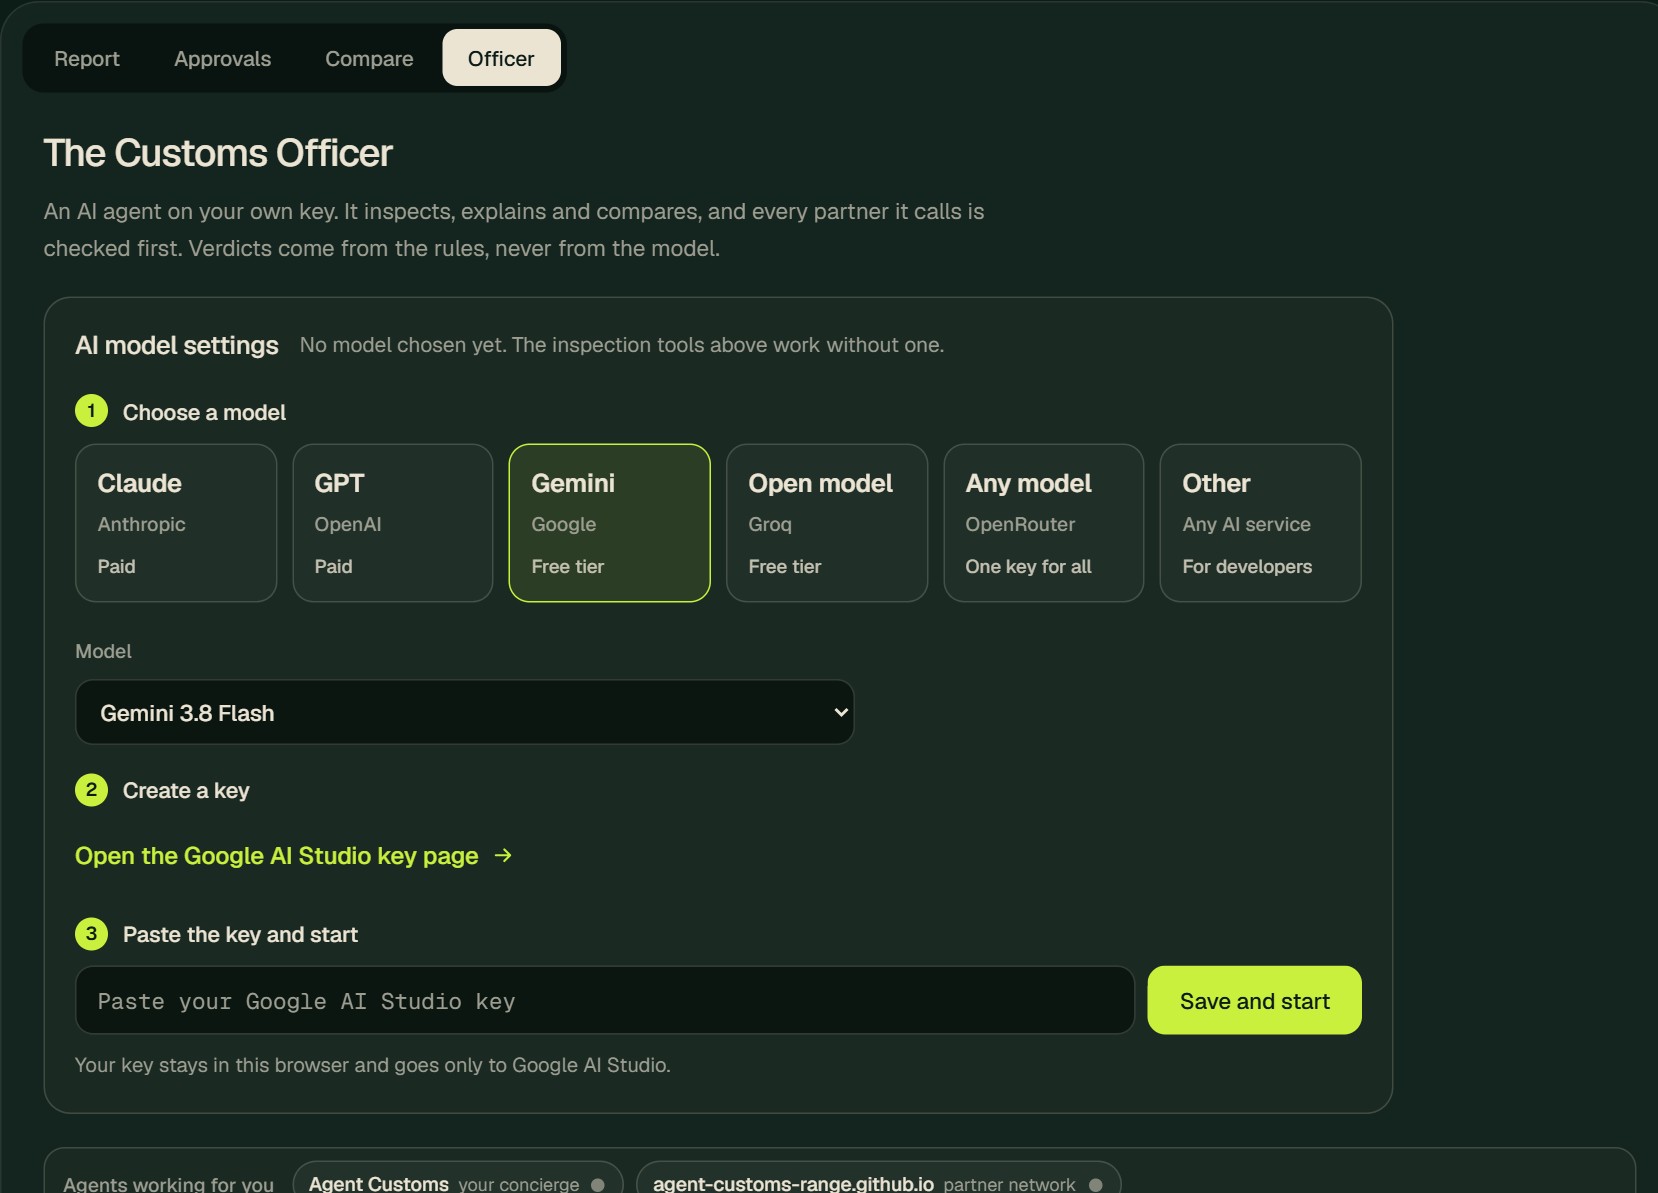 Report Approvals Compare Officer
The Customs Officer
An AI agent on your own key. It inspects, explains and compares, and every partner it calls is
checked first. Verdicts come from the rules, never from the model.
AI model settings No model chosen yet. The inspection tools above work without one.
1 Choose a model
Claude
Anthropic
Paid
GPT
OpenAI
Paid
Gemini
Google
Free tier
Open model
Groq
Free tier
Any model
OpenRouter
One key for all
Other
Any AI service
For developers
Model
Gemini 3.8 Flash
2 Create a key
Open the Google AI Studio key page →
3 Paste the key and start
Paste your Google AI Studio key
Save and start
Your key stays in this browser and goes only to Google AI Studio.
Agents working for you Agent Customs your concierge agent-customs-range.github.io partner network